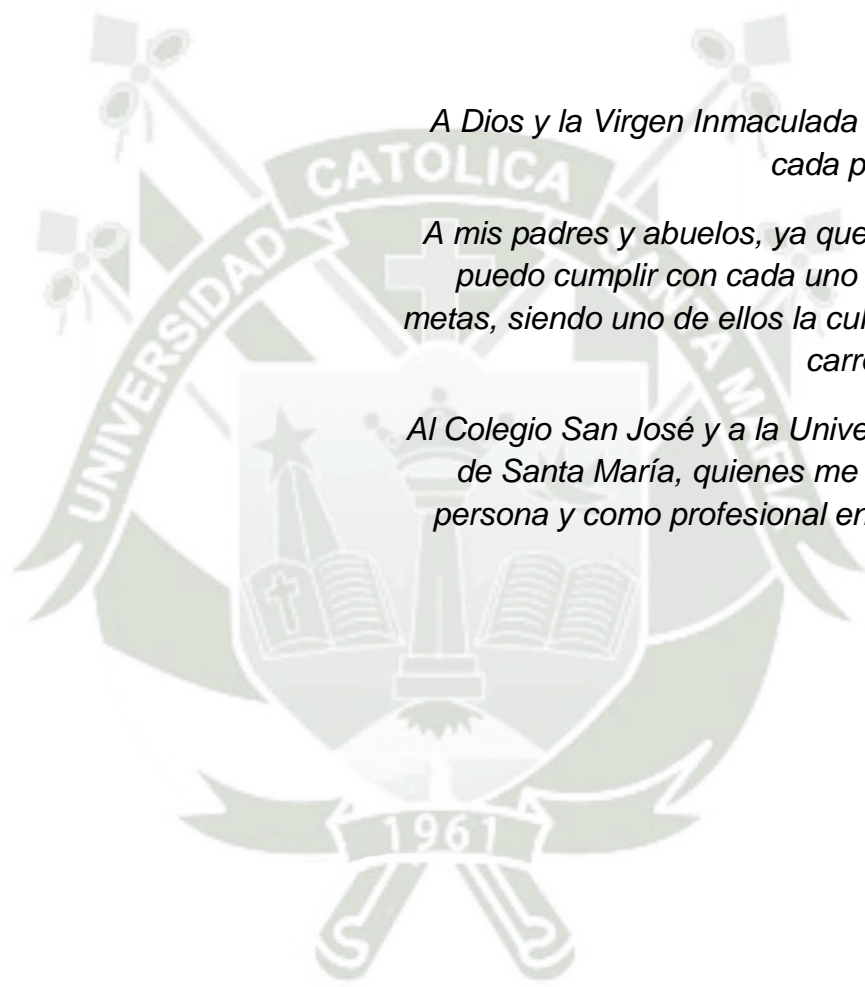 A Dios y la Virgen Inmaculada
cada p
A mis padres y abuelos, ya que
puedo cumplir con cada uno
metas, siendo uno de ellos la cul
carr
Al Colegio San José y a la Unive
de Santa María, quienes me
persona y como profesional en
UNIVERSIDAD
CATOLICA
MARÍA
1961